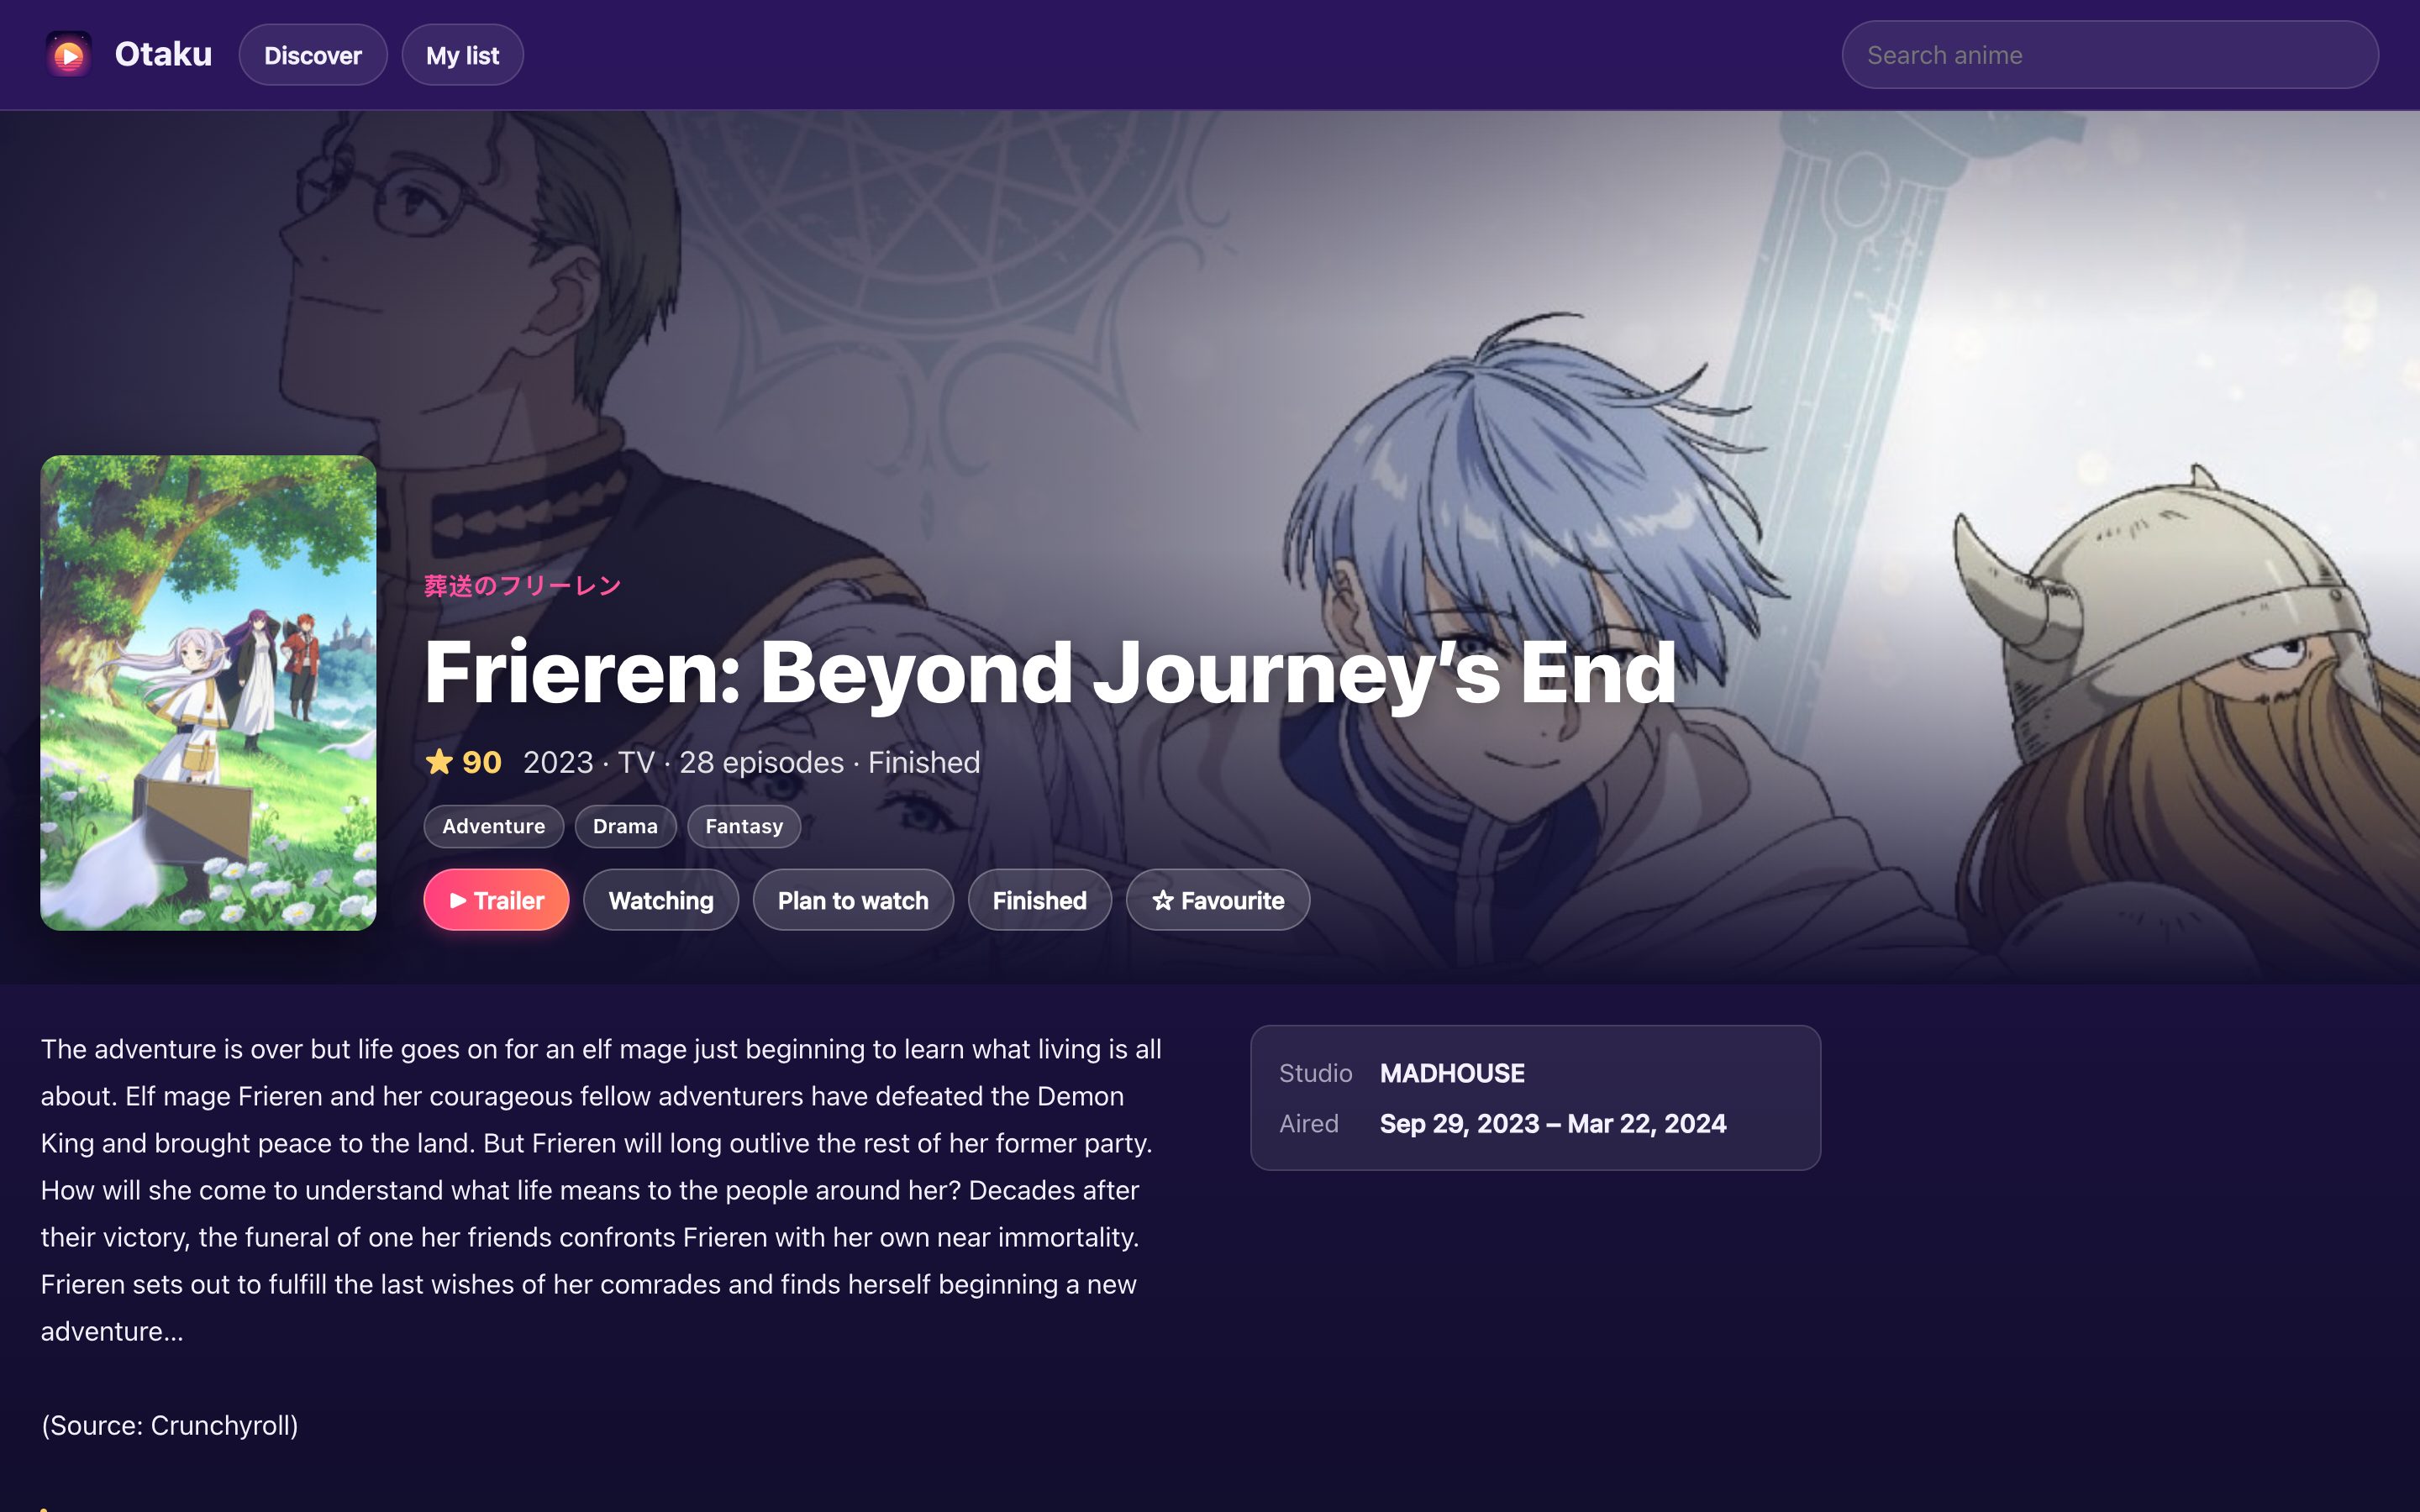 Otaku
Discover
My list
Search anime
葬送のフリーレン
Frieren: Beyond Journey’s End
★ 90 2023 · TV · 28 episodes · Finished
Adventure
Drama
Fantasy
▶ Trailer
Watching
Plan to watch
Finished
☆ Favourite
The adventure is over but life goes on for an elf mage just beginning to learn what living is all
about. Elf mage Frieren and her courageous fellow adventurers have defeated the Demon
King and brought peace to the land. But Frieren will long outlive the rest of her former party.
How will she come to understand what life means to the people around her? Decades after
their victory, the funeral of one her friends confronts Frieren with her own near immortality.
Frieren sets out to fulfill the last wishes of her comrades and finds herself beginning a new
adventure…
(Source: Crunchyroll)
Studio MADHOUSE
Aired Sep 29, 2023 – Mar 22, 2024